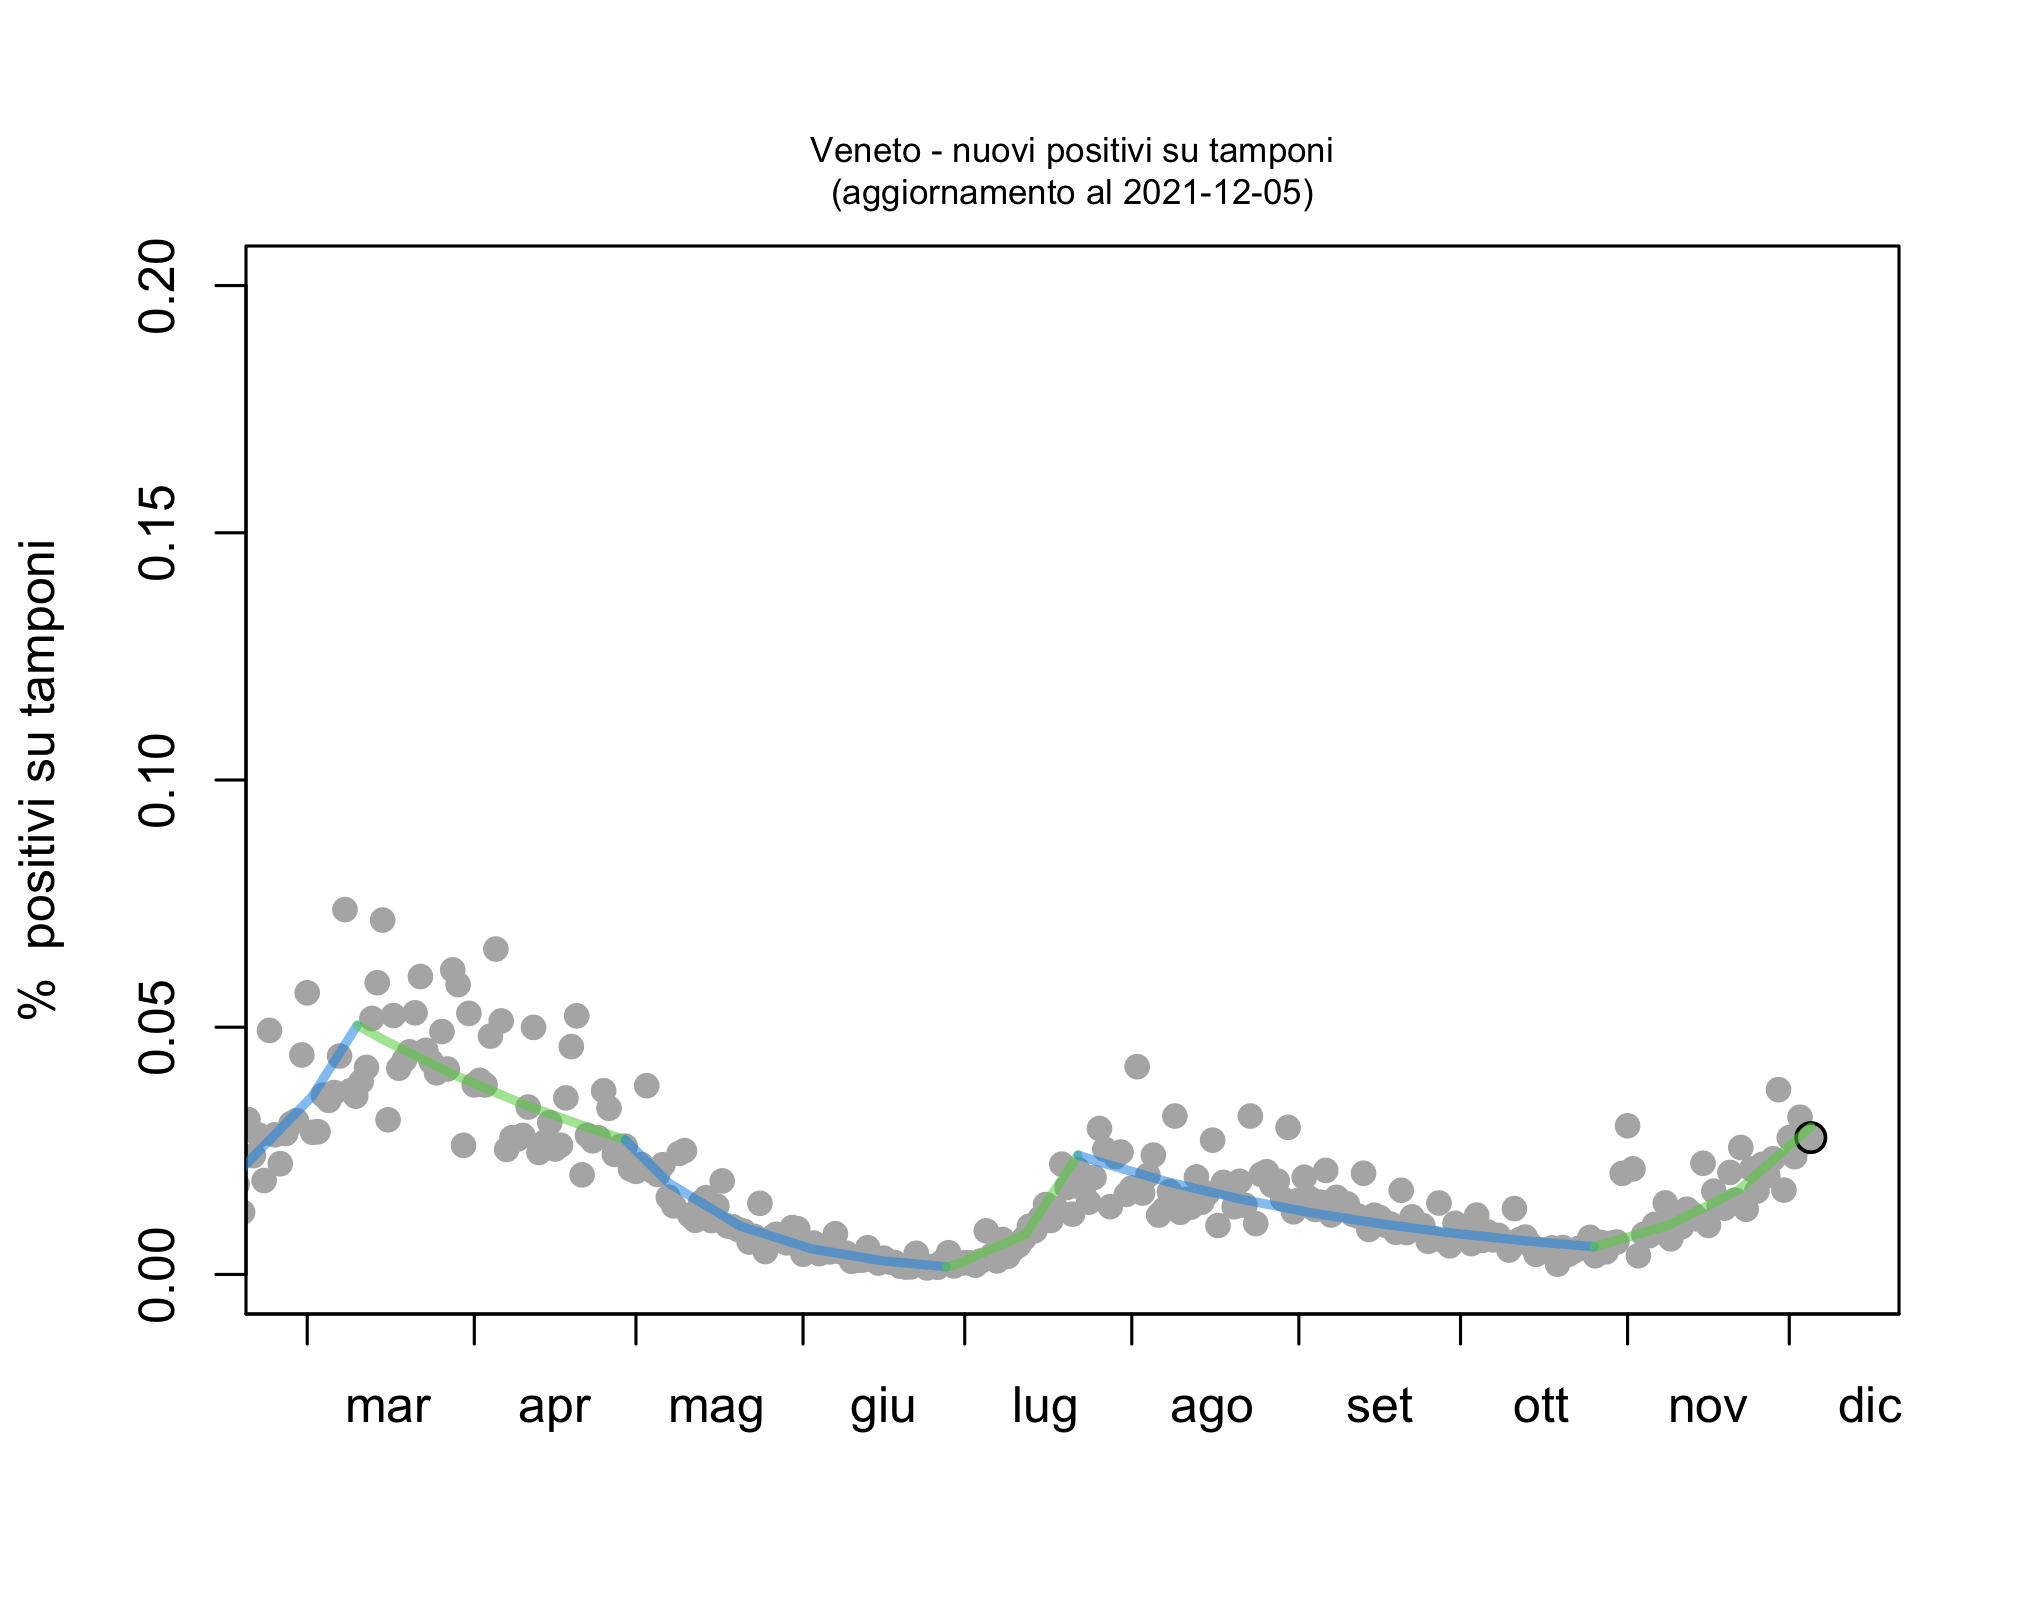 Veneto - nuovi positivi su tamponi
(aggiornamento al 2021-12-05)
% positivi su tamponi
0.20
0.15
0.10
0.05
0.00
mar apr mag giu lug ago set ott nov dic